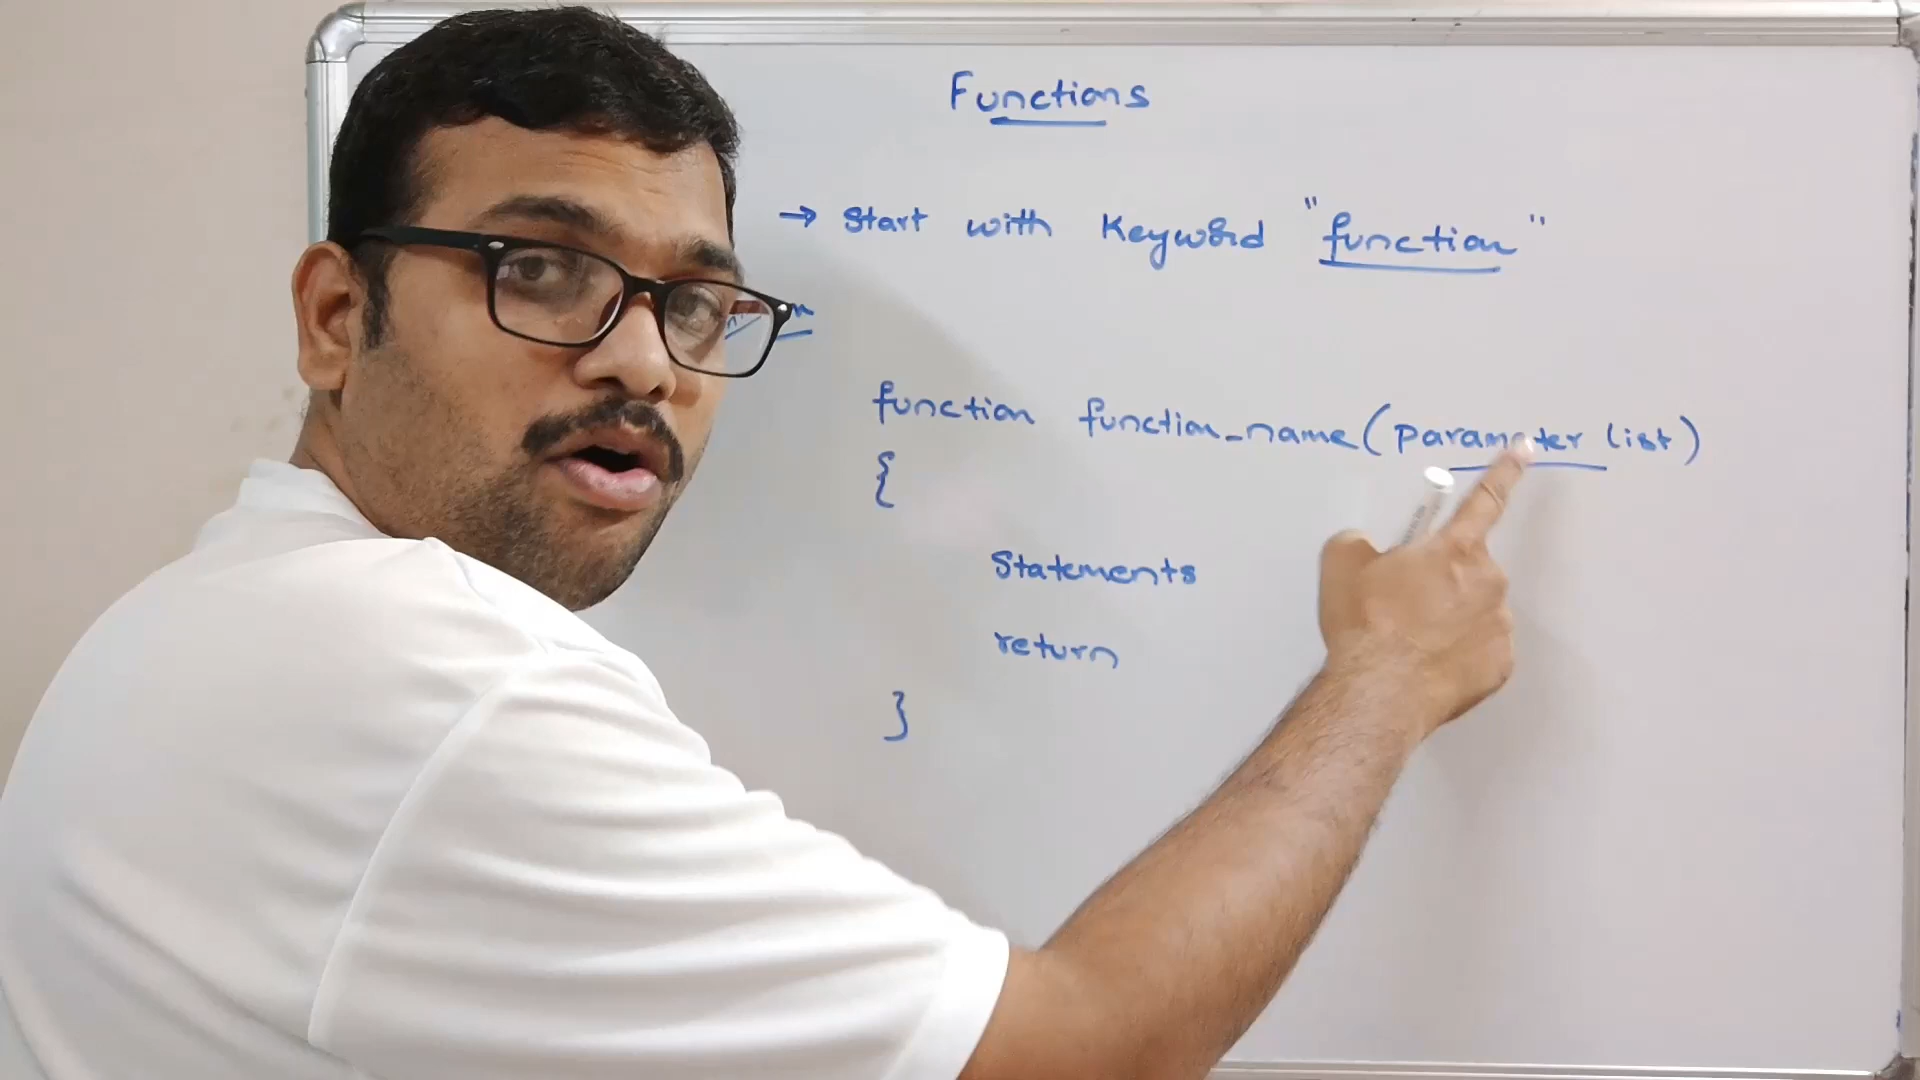 Functions
→ Start with Keyword "function"
function function_name(parameter list)
{
Statements
return
}